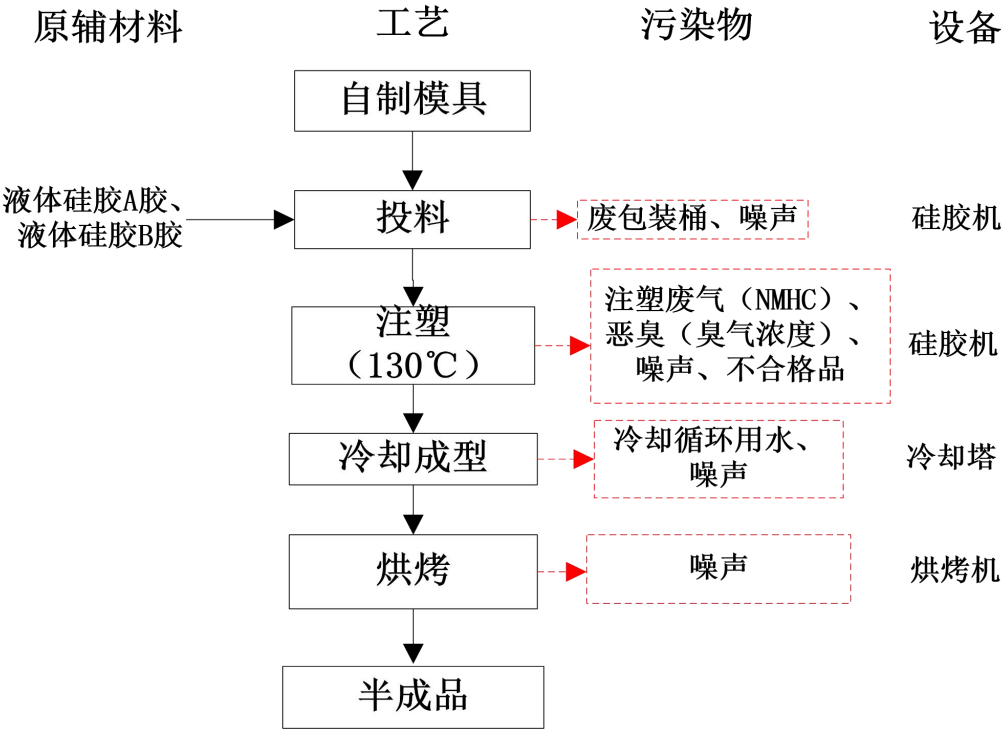 原辅材料 工艺 污染物 设备
自制模具
液体硅胶A胶、
液体硅胶B胶
投料
废包装桶、噪声
硅胶机
注塑
（130℃）
注塑废气（NMHC）、
恶臭（臭气浓度）、
噪声、不合格品
硅胶机
冷却成型
冷却循环用水、
噪声
冷却塔
烘烤
噪声
烘烤机
半成品